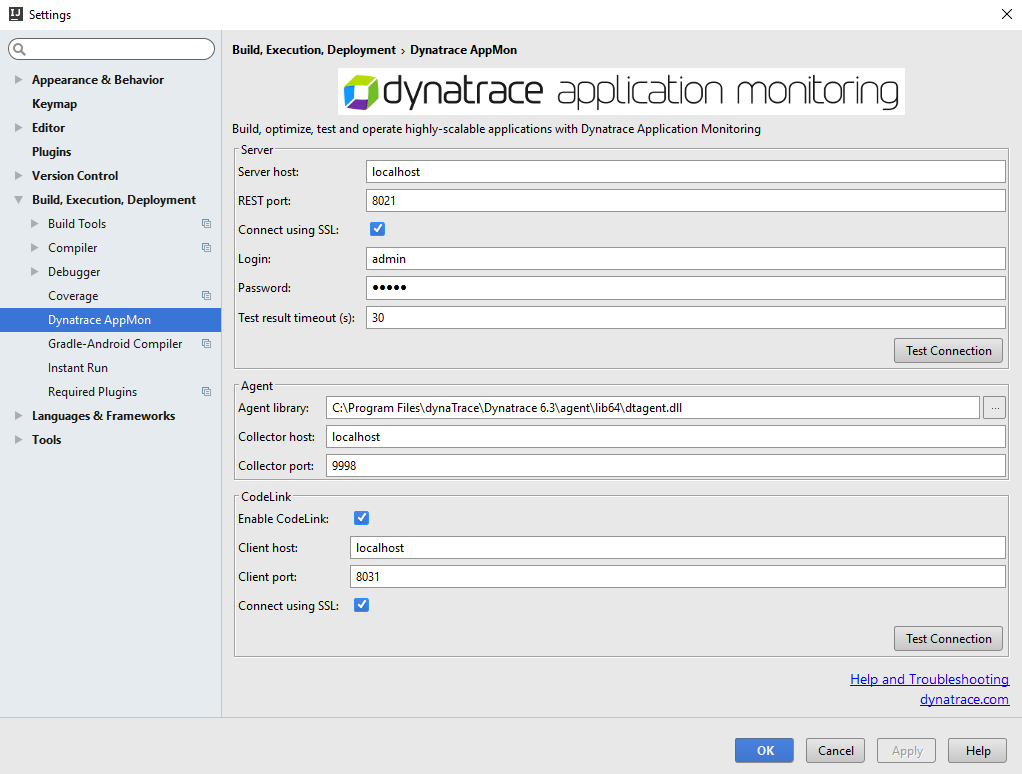 Settings
Build, Execution, Deployment › Dynatrace AppMon
Appearance & Behavior
Keymap
Editor
Plugins
Version Control
Build, Execution, Deployment
Build Tools
Compiler
Debugger
Coverage
Dynatrace AppMon
Gradle-Android Compiler
Instant Run
Required Plugins
Languages & Frameworks
Tools
dynatrace application monitoring
Build, optimize, test and operate highly-scalable applications with Dynatrace Application Monitoring
Server
Server host: localhost
REST port: 8021
Connect using SSL:
Login: admin
Password: •••••
Test result timeout (s): 30
Test Connection
Agent
Agent library: C:\Program Files\dynaTrace\Dynatrace 6.3\agent\lib64\dtagent.dll ...
Collector host: localhost
Collector port: 9998
CodeLink
Enable CodeLink:
Client host: localhost
Client port: 8031
Connect using SSL:
Test Connection
Help and Troubleshooting
dynatrace.com
OK Cancel Apply Help